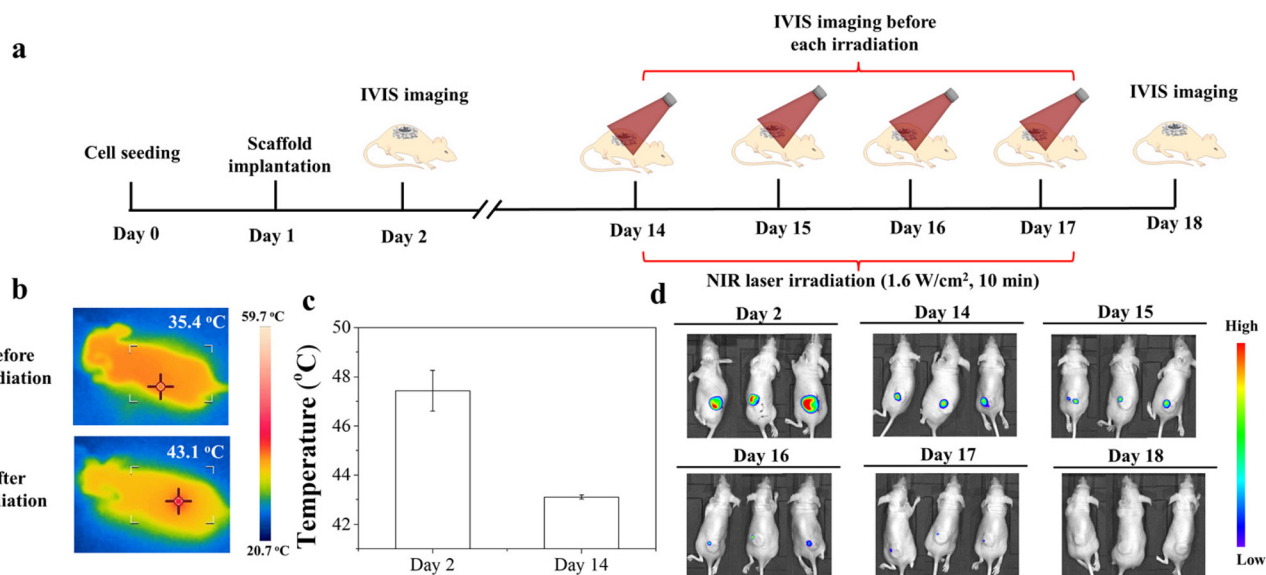 a
IVIS imaging before
each irradiation
IVIS imaging
IVIS imaging
Cell seeding
Scaffold
implantation
Day 0
Day 1
Day 2
Day 14
Day 15
Day 16
Day 17
Day 18
NIR laser irradiation (1.6 W/cm², 10 min)
b
efore
diation
35.4 °C
59.7 °C
fter
diation
43.1 °C
20.7 °C
c
Temperature (°C)
50
48
46
44
42
Day 2
Day 14
d
Day 2
Day 14
Day 15
Day 16
Day 17
Day 18
High
Low